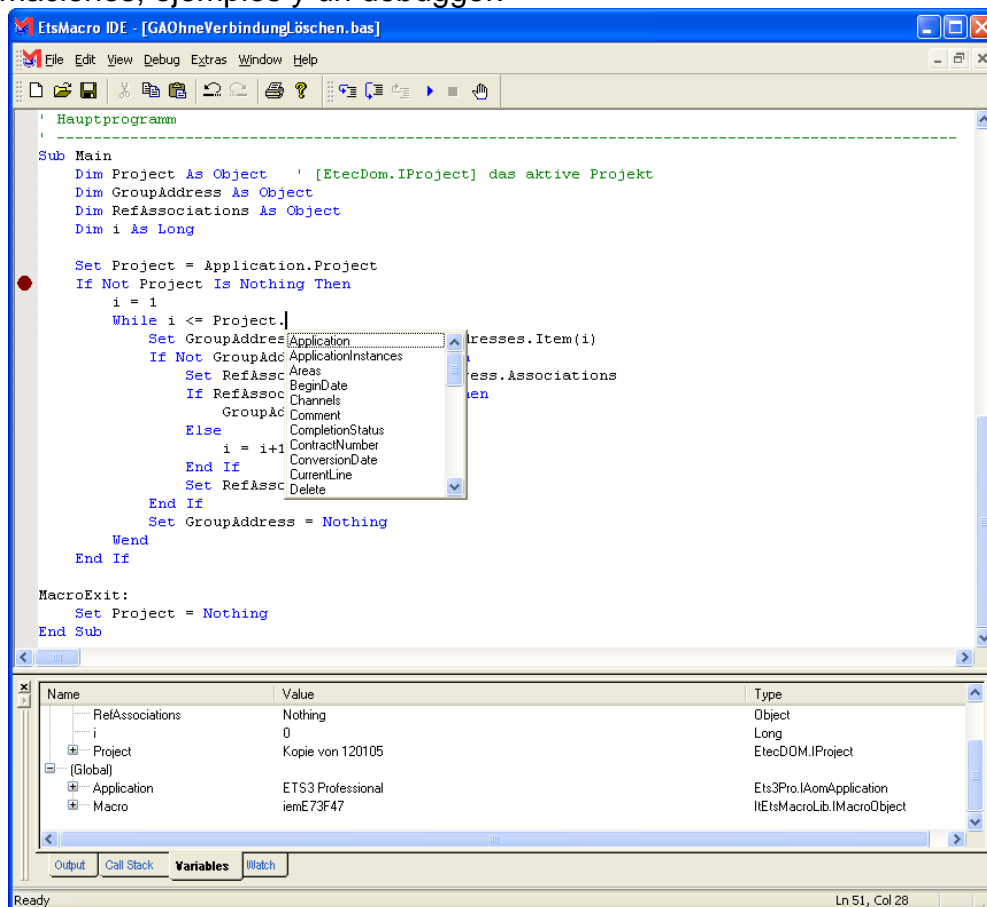 EtsMacro IDE - [GAOhneVerbindungLöschen.bas]
File Edit View Debug Extras Window Help
' Hauptprogramm
' --------------------------------------------------------------------------------------------------
Sub Main
Dim Project As Object ' [EtecDom.IProject] das aktive Projekt
Dim GroupAddress As Object
Dim RefAssociations As Object
Dim i As Long
Set Project = Application.Project
If Not Project Is Nothing Then
i = 1
While i <= Project.
Set GroupAddres
If Not GroupAdd
Set RefAssc ess.Associations
If RefAssoc
GroupAd
Else
i = i+1
End If
Set RefAssc
End If
Set GroupAddress = Nothing
Wend
End If
Application
ApplicationInstances
Areas
BeginDate
Channels
Comment
CompletionStatus
ContractNumber
ConversionDate
CurrentLine
Delete
dresses.Item(i)
MacroExit:
Set Project = Nothing
End Sub
Name Value Type
RefAssociations Nothing Object
i 0 Long
Project Kopie von 120105 EtecDOM.IProject
(Global)
Application ETS3 Professional Ets3Pro.IAomApplication
Macro iemE73F47 ItEtsMacroLib.IMacroObject
Output Call Stack Variables Watch
Ready Ln 51, Col 28